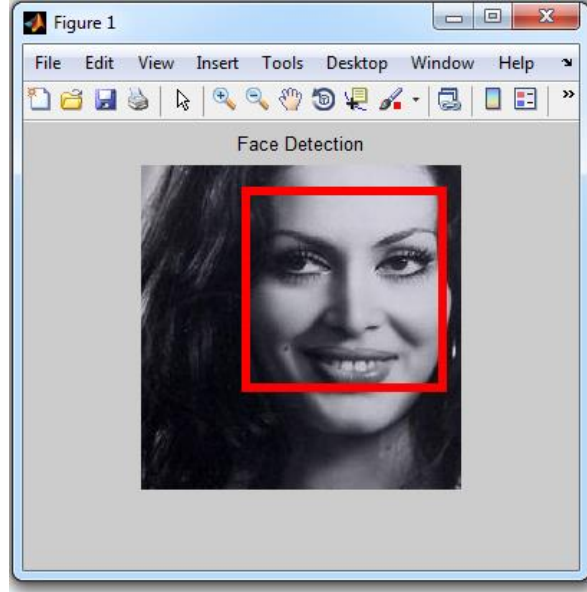 Figure 1
File Edit View Insert Tools Desktop Window Help
Face Detection